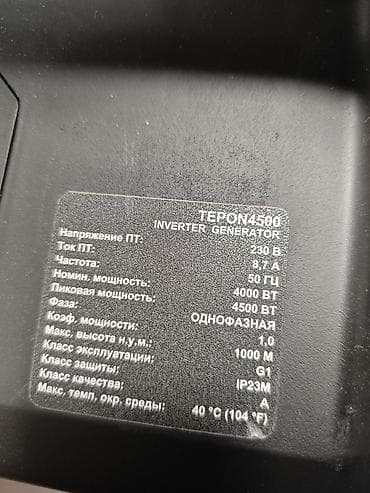 TEPON4500
INVERTER GENERATOR
Напряжение ПТ: 230 В
Ток ПТ: 8,7 А
Частота: 50 ГЦ
Номин. мощность: 4000 ВТ
Пиковая мощность: 4500 ВТ
Фаза: ОДНОФАЗНАЯ
Коэф. мощности: 1,0
Макс. высота н.у.м.: 1000 М
Класс эксплуатации: G1
Класс защиты: IP23M
Класс качества: A
Макс. темп. окр. среды: 40 °C (104 °F)